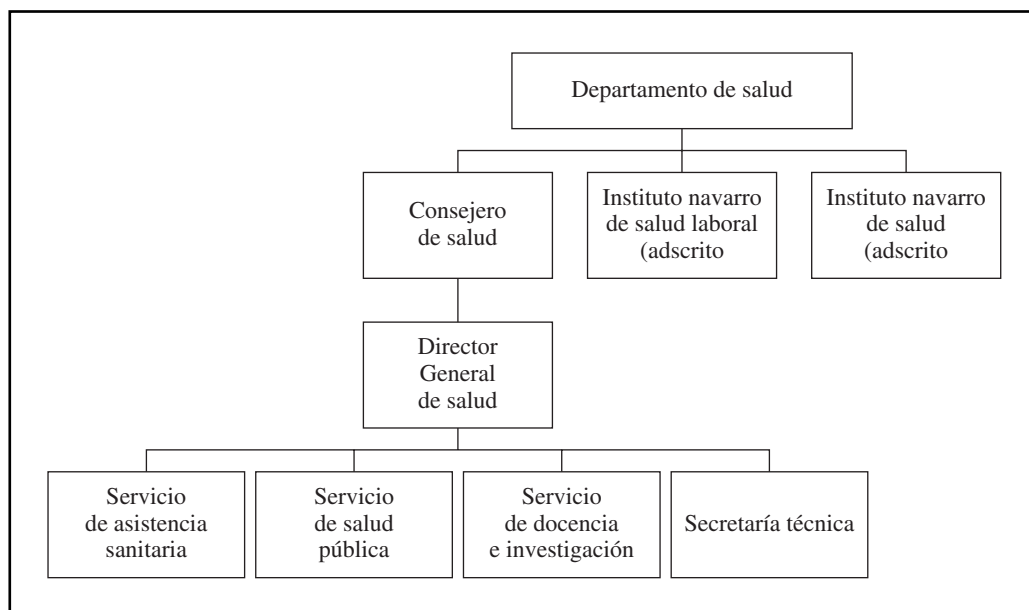 Departamento de salud
Consejero
de salud
Instituto navarro
de salud laboral
(adscrito
Instituto navarro
de salud
(adscrito
Director
General
de salud
Servicio
de asistencia
sanitaria
Servicio
de salud
pública
Servicio
de docencia
e investigación
Secretaría técnica